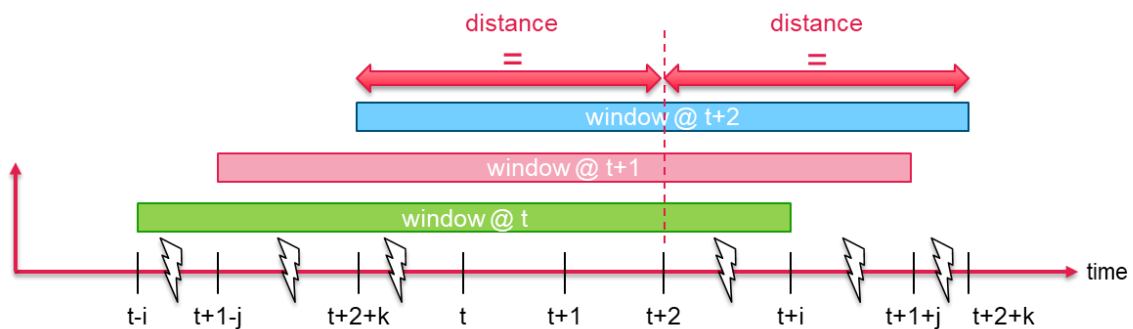 distance distance
= =
window @ t+2
window @ t+1
window @ t
time
t-i t+1-j t+2+k t t+1 t+2 t+i t+1+j t+2+k